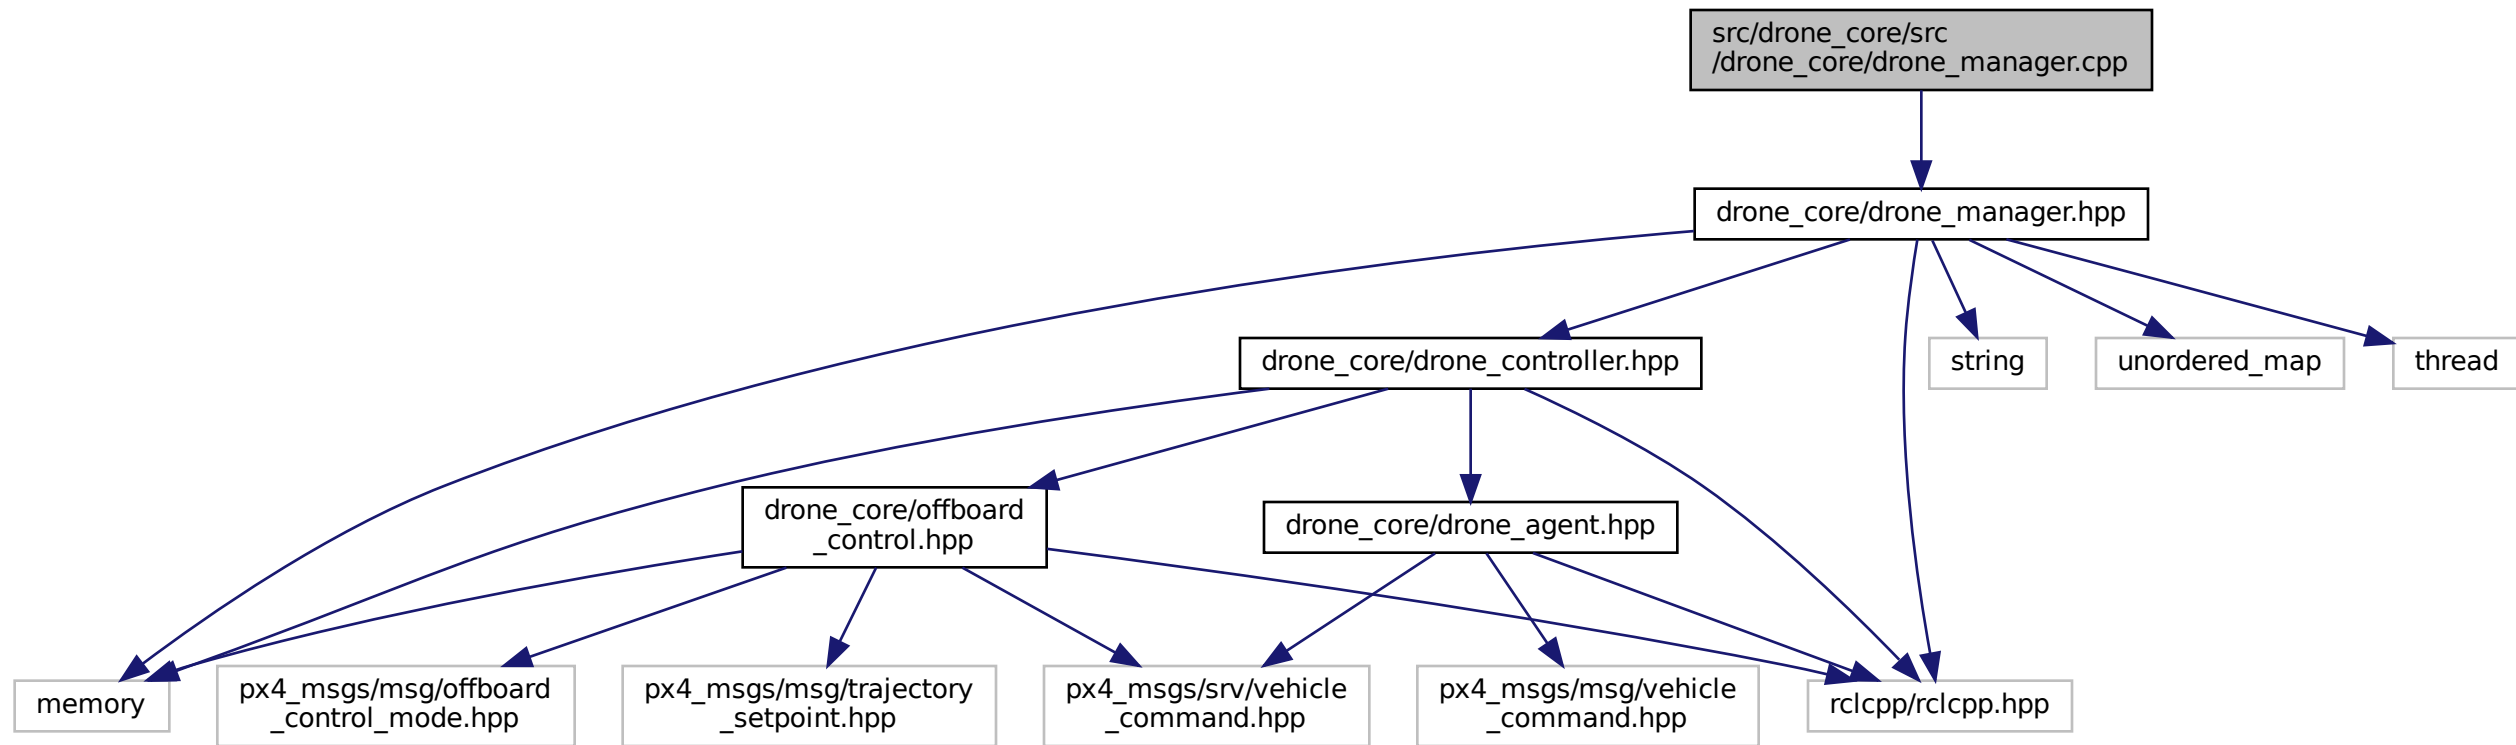 src/drone_core/src
/drone_core/drone_manager.cpp
drone_core/drone_manager.hpp
drone_core/drone_controller.hpp
string
unordered_map
thread
drone_core/offboard
_control.hpp
drone_core/drone_agent.hpp
memory
px4_msgs/msg/offboard
_control_mode.hpp
px4_msgs/msg/trajectory
_setpoint.hpp
px4_msgs/srv/vehicle
_command.hpp
px4_msgs/msg/vehicle
_command.hpp
rclcpp/rclcpp.hpp